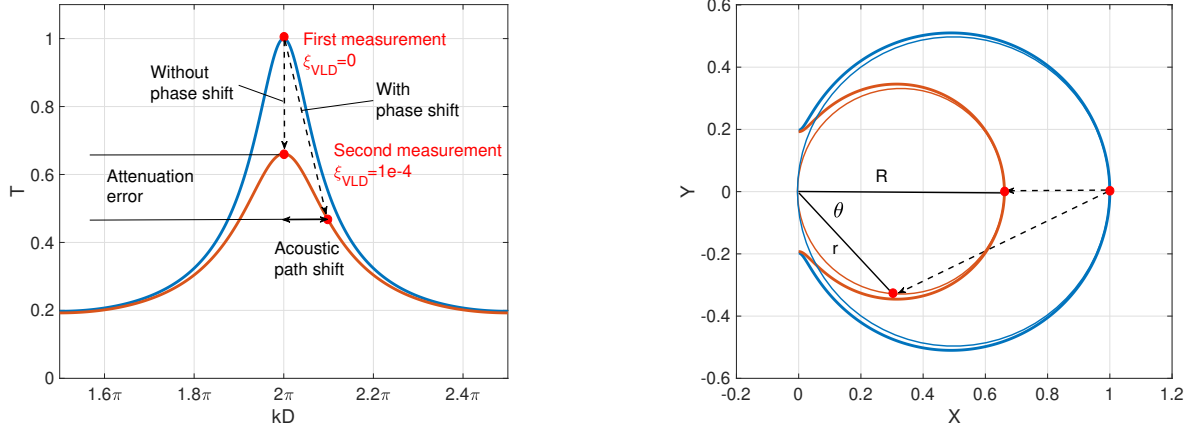 T
1
0.8
0.6
0.4
0.2
0
First measurement
ξVLD=0
Without
phase shift
With
phase shift
Second measurement
ξVLD=1e-4
Attenuation
error
Acoustic
path shift
1.6π
1.8π
2π
2.2π
2.4π
kD
Y
0.6
0.4
0.2
0
-0.2
-0.4
-0.6
R
θ
r
-0.2
0
0.2
0.4
0.6
0.8
1
1.2
X